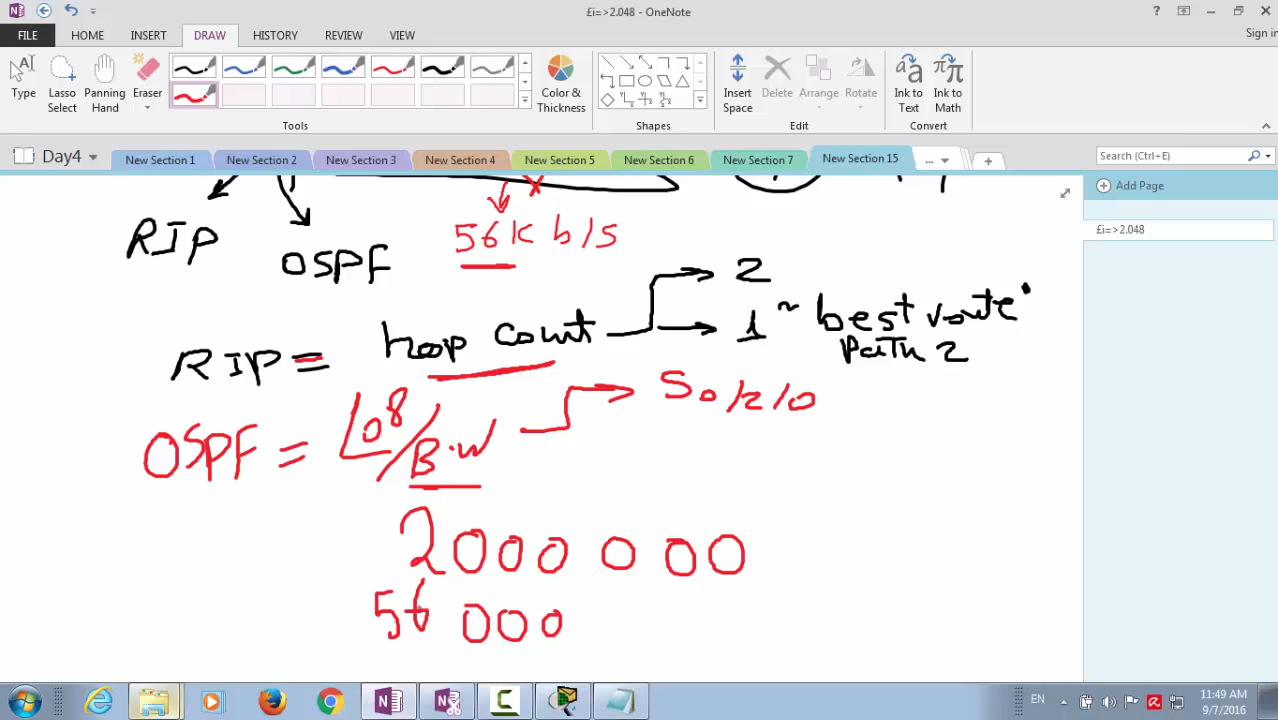 £i=>2.048 - OneNote
FILE HOME INSERT DRAW HISTORY REVIEW VIEW Sign in
Type Lasso Select Panning Hand Eraser Color & Thickness Insert Space Delete Arrange Rotate Ink to Text Ink to Math
Tools Shapes Edit Convert
Day4 New Section 1 New Section 2 New Section 3 New Section 4 New Section 5 New Section 6 New Section 7 New Section 15 ... Search (Ctrl+E)
Add Page
£i=>2.048
RIP OSPF 56K b/s
2
RIP = hoop count 1 ~ best route
Path 2
OSPF = 108/B.W S0/2/0
2000 0 00
56 000
EN 11:49 AM
9/7/2016